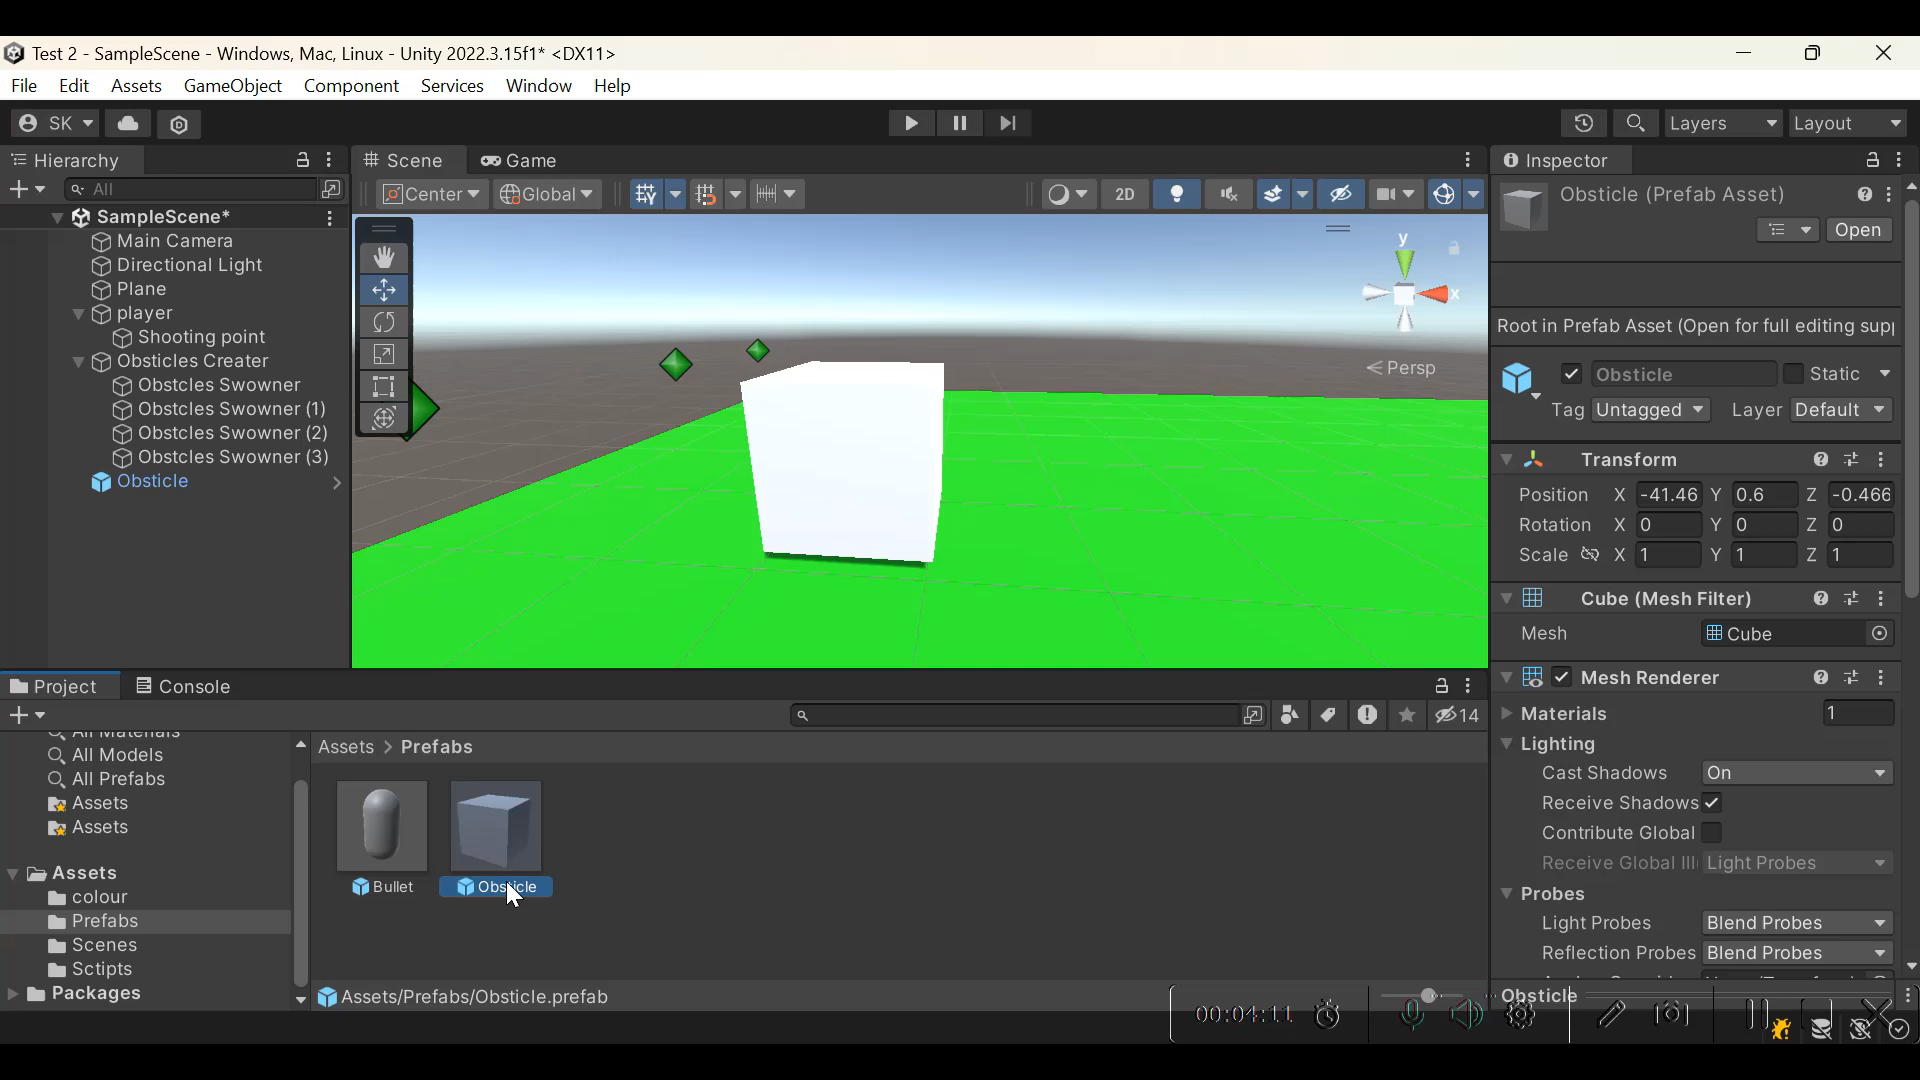 Test 2 - SampleScene - Windows, Mac, Linux - Unity 2022.3.15f1* <DX11>
File Edit Assets GameObject Component Services Window Help
SK Layers Layout
Hierarchy
All
SampleScene*
Main Camera
Directional Light
Plane
player
Shooting point
Obsticles Creater
Obstcles Swowner
Obstcles Swowner (1)
Obstcles Swowner (2)
Obstcles Swowner (3)
Obsticle
Scene Game
Center Global 2D
y
x
Persp
Inspector
Obsticle (Prefab Asset)
Open
Root in Prefab Asset (Open for full editing supp
Obsticle Static
Tag Untagged Layer Default
Transform
Position X -41.46 Y 0.6 Z -0.466
Rotation X 0 Y 0 Z 0
Scale X 1 Y 1 Z 1
Cube (Mesh Filter)
Mesh Cube
Mesh Renderer
Materials 1
Lighting
Cast Shadows On
Receive Shadows
Contribute Global
Receive Global Illu Light Probes
Probes
Light Probes Blend Probes
Reflection Probes Blend Probes
Obsticle
Project Console
14
All Materials
All Models
All Prefabs
Assets
Assets
Assets
colour
Prefabs
Scenes
Sctipts
Packages
Assets > Prefabs
Bullet Obsticle
Assets/Prefabs/Obsticle.prefab
00:04:11